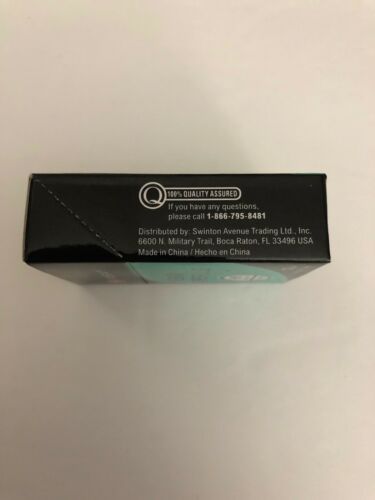 Q 100% QUALITY ASSURED
If you have any questions,
please call 1-866-795-8481
Distributed by: Swinton Avenue Trading Ltd., Inc.
6600 N. Military Trail, Boca Raton, FL 33496 USA
Made in China / Hecho en China